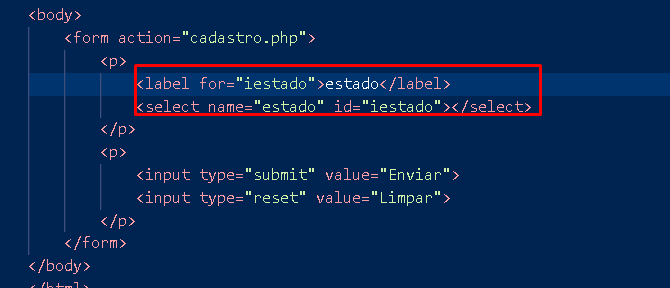 <body>
<form action="cadastro.php">
<p>
<label for="iestado">estado</label>
<select name="estado" id="iestado"></select>
</p>
<p>
<input type="submit" value="Enviar">
<input type="reset" value="Limpar">
</p>
</form>
</body>
</html>